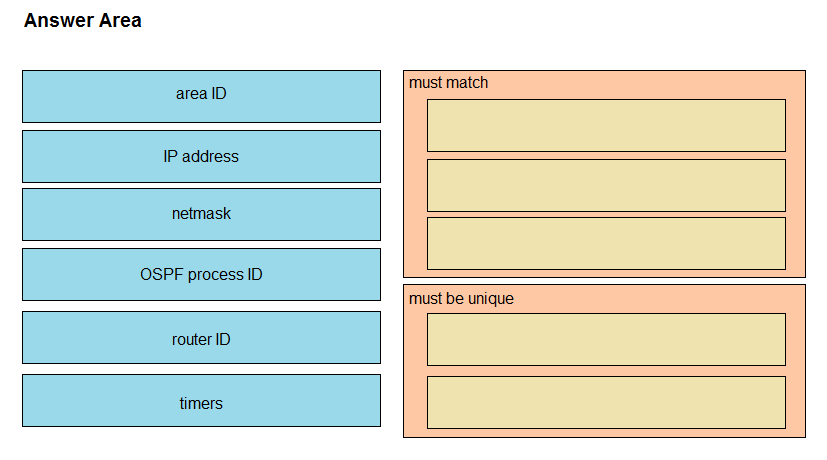 Answer Area
area ID
IP address
netmask
OSPF process ID
router ID
timers
must match
must be unique